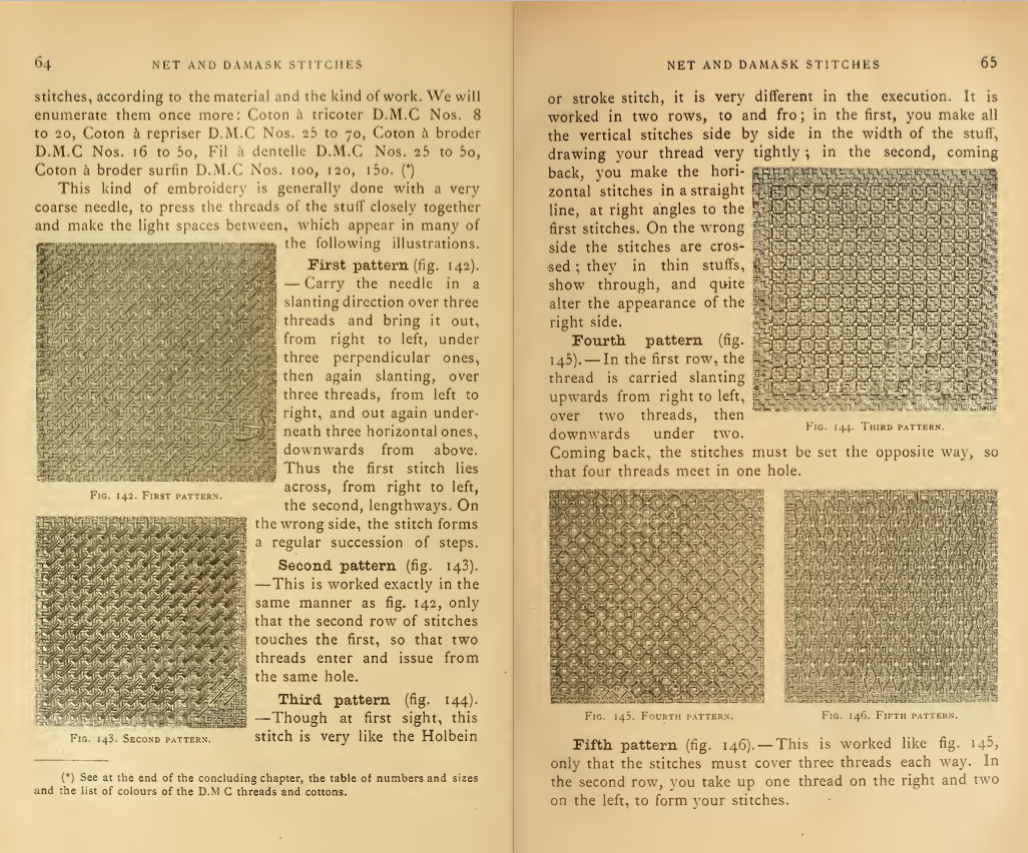 64
NET AND DAMASK STITCHES
stitches, according to the material and the kind of work. We will
enumerate them once more: Coton à tricoter D.M.C Nos. 8
to 20, Coton à repriser D.M.C Nos. 25 to 70, Coton à broder
D.M.C Nos. 16 to 50, Fil à dentelle D.M.C Nos. 25 to 50,
Coton à broder surfin D.M.C Nos. 100, 120, 150. (*)
This kind of embroidery is generally done with a very
coarse needle, to press the threads of the stuff closely together
and make the light spaces between, which appear in many of
the following illustrations.
First pattern (fig. 142).
— Carry the needle in a
slanting direction over three
threads and bring it out,
from right to left, under
three perpendicular ones,
then again slanting, over
three threads, from left to
right, and out again under-
neath three horizontal ones,
downwards from above.
Thus the first stitch lies
across, from right to left,
the second, lengthways. On
the wrong side, the stitch forms
a regular succession of steps.
Fig. 142. First pattern.
Second pattern (fig. 143).
—This is worked exactly in the
same manner as fig. 142, only
that the second row of stitches
touches the first, so that two
threads enter and issue from
the same hole.
Third pattern (fig. 144).
—Though at first sight, this
stitch is very like the Holbein
Fig. 143. Second pattern.
(*) See at the end of the concluding chapter, the table of numbers and sizes
and the list of colours of the D.M C threads and cottons.
NET AND DAMASK STITCHES
65
or stroke stitch, it is very different in the execution. It is
worked in two rows, to and fro; in the first, you make all
the vertical stitches side by side in the width of the stuff,
drawing your thread very tightly; in the second, coming
back, you make the hori-
zontal stitches in a straight
line, at right angles to the
first stitches. On the wrong
side the stitches are cros-
sed; they in thin stuffs,
show through, and quite
alter the appearance of the
right side.
Fourth pattern (fig.
145).—In the first row, the
thread is carried slanting
upwards from right to left,
over two threads, then
downwards under two.
Fig. 144. Third pattern.
Coming back, the stitches must be set the opposite way, so
that four threads meet in one hole.
Fig. 145. Fourth pattern.
Fig. 146. Fifth pattern.
Fifth pattern (fig. 146).—This is worked like fig. 145,
only that the stitches must cover three threads each way. In
the second row, you take up one thread on the right and two
on the left, to form your stitches.